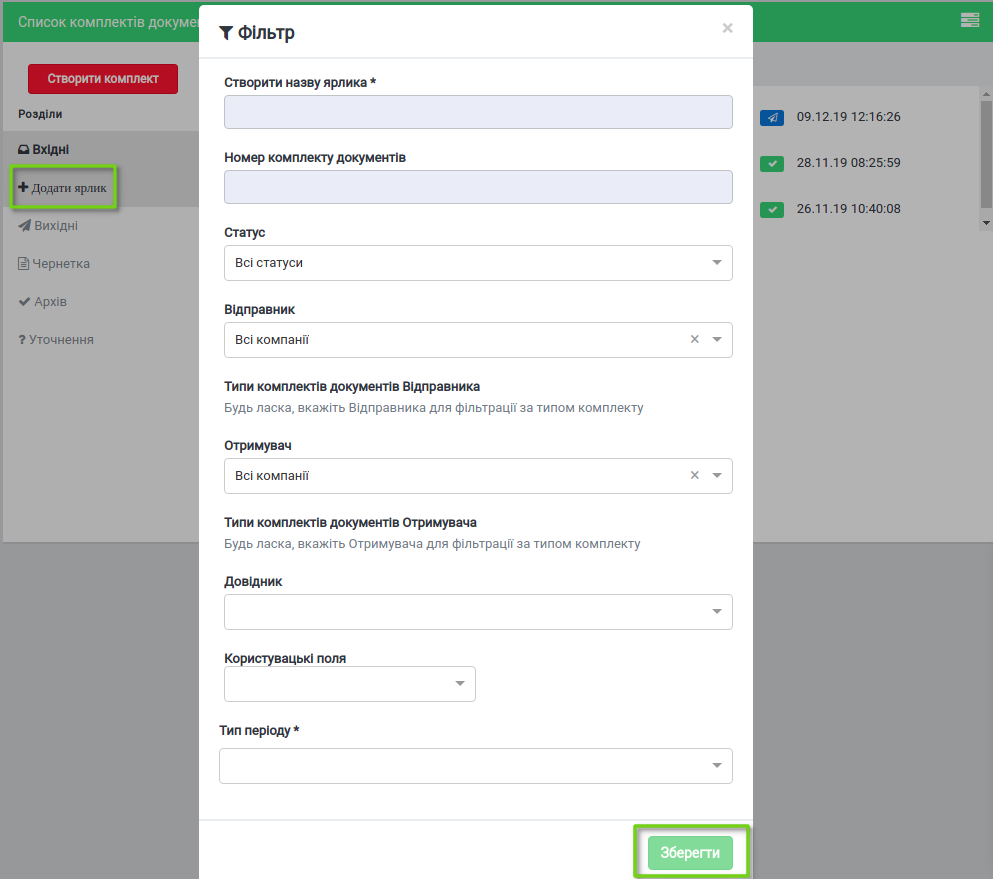 Список комплектів докумен
Створити комплект
Розділи
Вхідні
Додати ярлик
Вихідні
Чернетка
Архів
? Уточнення
Фільтр
×
Створити назву ярлика *
Номер комплекту документів
Статус
Всі статуси
Відправник
Всі компанії
×
Типи комплектів документів Відправника
Будь ласка, вкажіть Відправника для фільтрації за типом комплекту
Отримувач
Всі компанії
×
Типи комплектів документів Отримувача
Будь ласка, вкажіть Отримувача для фільтрації за типом комплекту
Довідник
Користувацькі поля
Тип періоду *
Зберегти
09.12.19 12:16:26
28.11.19 08:25:59
26.11.19 10:40:08